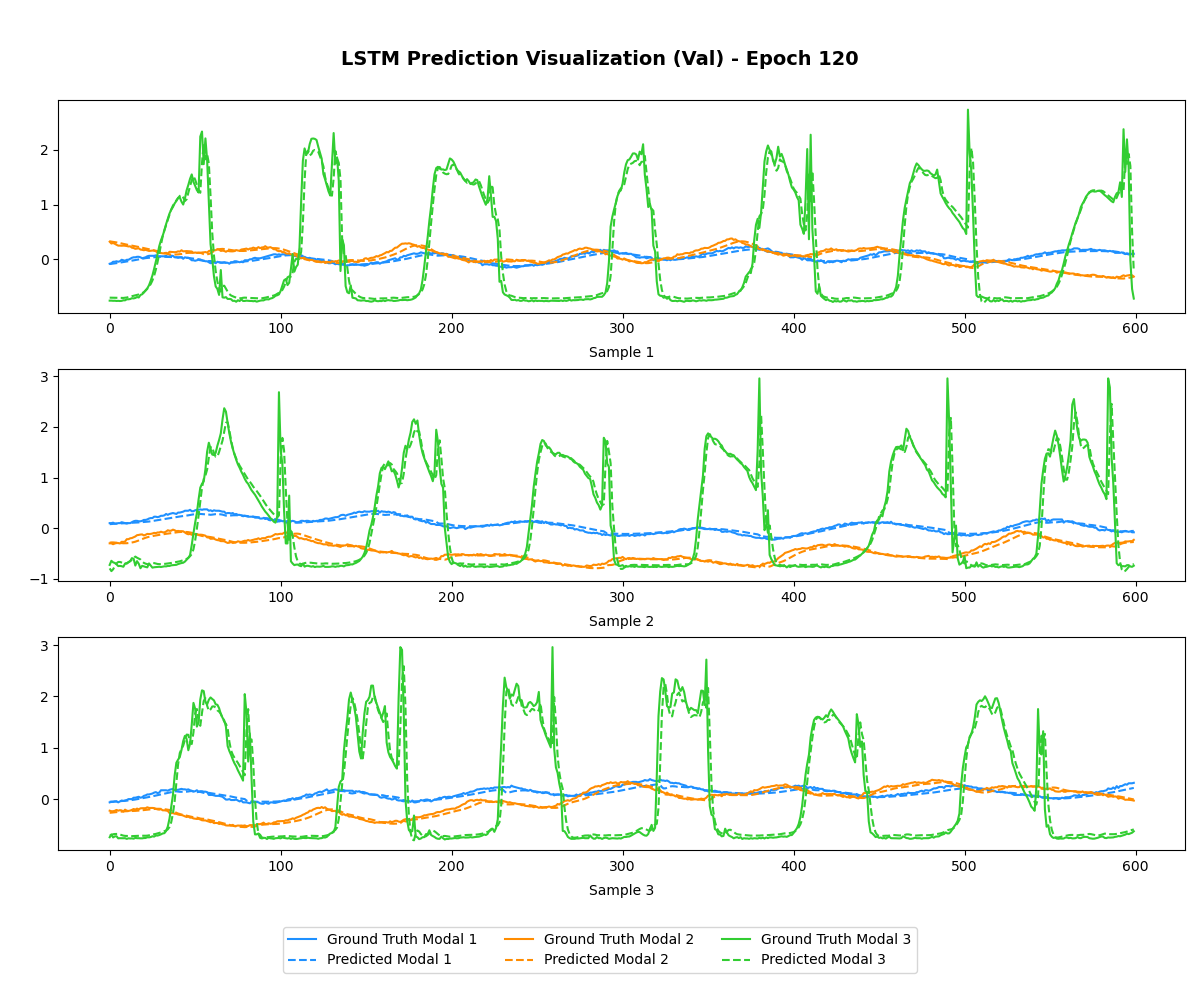 LSTM Prediction Visualization (Val) - Epoch 120
2
1
0
0 100 200 300 400 500 600
Sample 1
3
2
1
0
−1
0 100 200 300 400 500 600
Sample 2
3
2
1
0
0 100 200 300 400 500 600
Sample 3
Ground Truth Modal 1 Ground Truth Modal 2 Ground Truth Modal 3
Predicted Modal 1 Predicted Modal 2 Predicted Modal 3